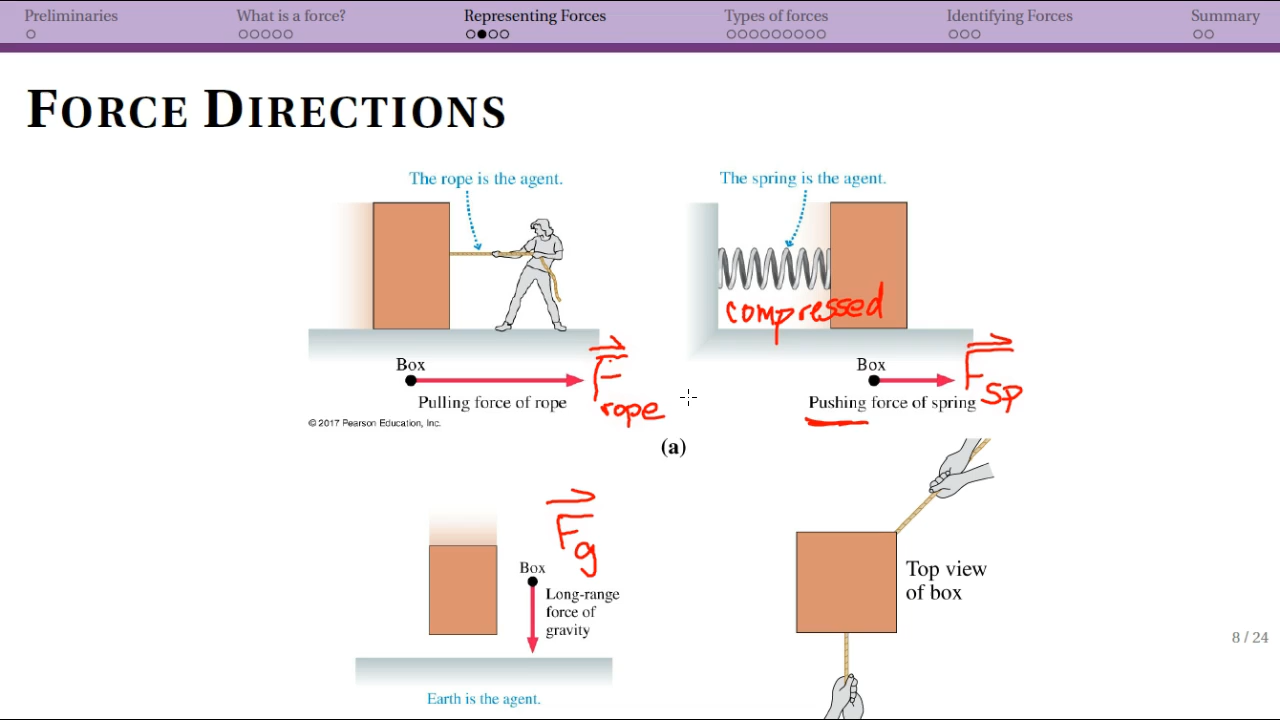 Preliminaries What is a force? Representing Forces Types of forces Identifying Forces Summary
FORCE DIRECTIONS
The rope is the agent.
The spring is the agent.
compressed
Box
F
rope
Pulling force of rope
© 2017 Pearson Education, Inc.
Box
F
sp
Pushing force of spring
(a)
F
g
Box
Long-range
force of
gravity
Earth is the agent.
Top view
of box
8 / 24